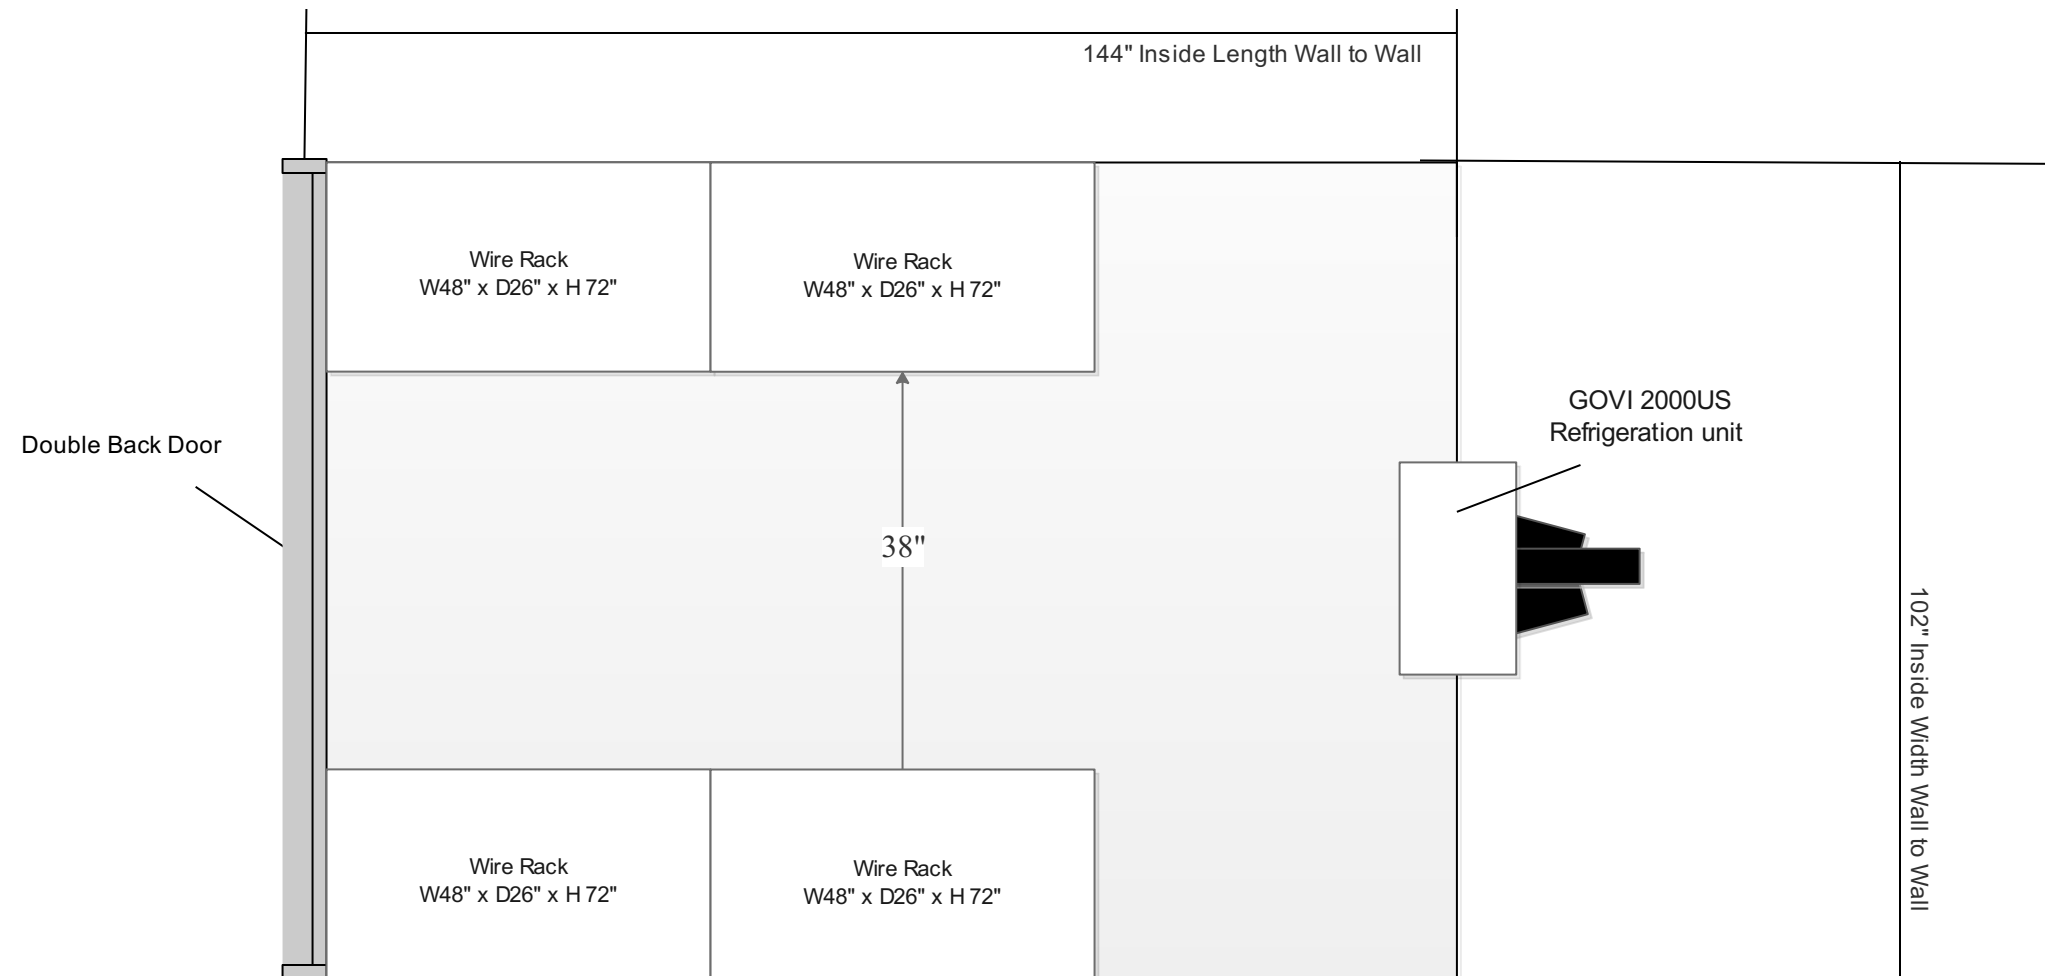 144" Inside Length Wall to Wall
Wire Rack
W48" x D26" x H 72"
Wire Rack
W48" x D26" x H 72"
GOVI 2000US
Refrigeration unit
Double Back Door
38"
102" Inside Width Wall to Wall
Wire Rack
W48" x D26" x H 72"
Wire Rack
W48" x D26" x H 72"